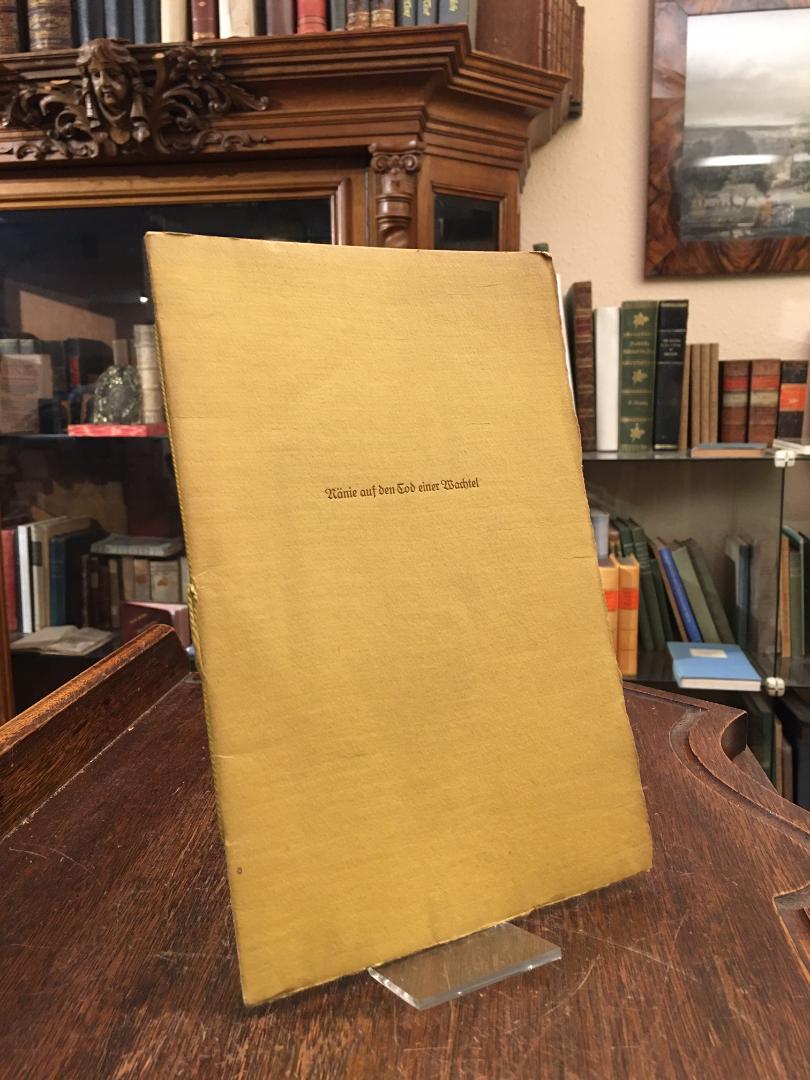 Nänie auf den Tod einer Wachtel